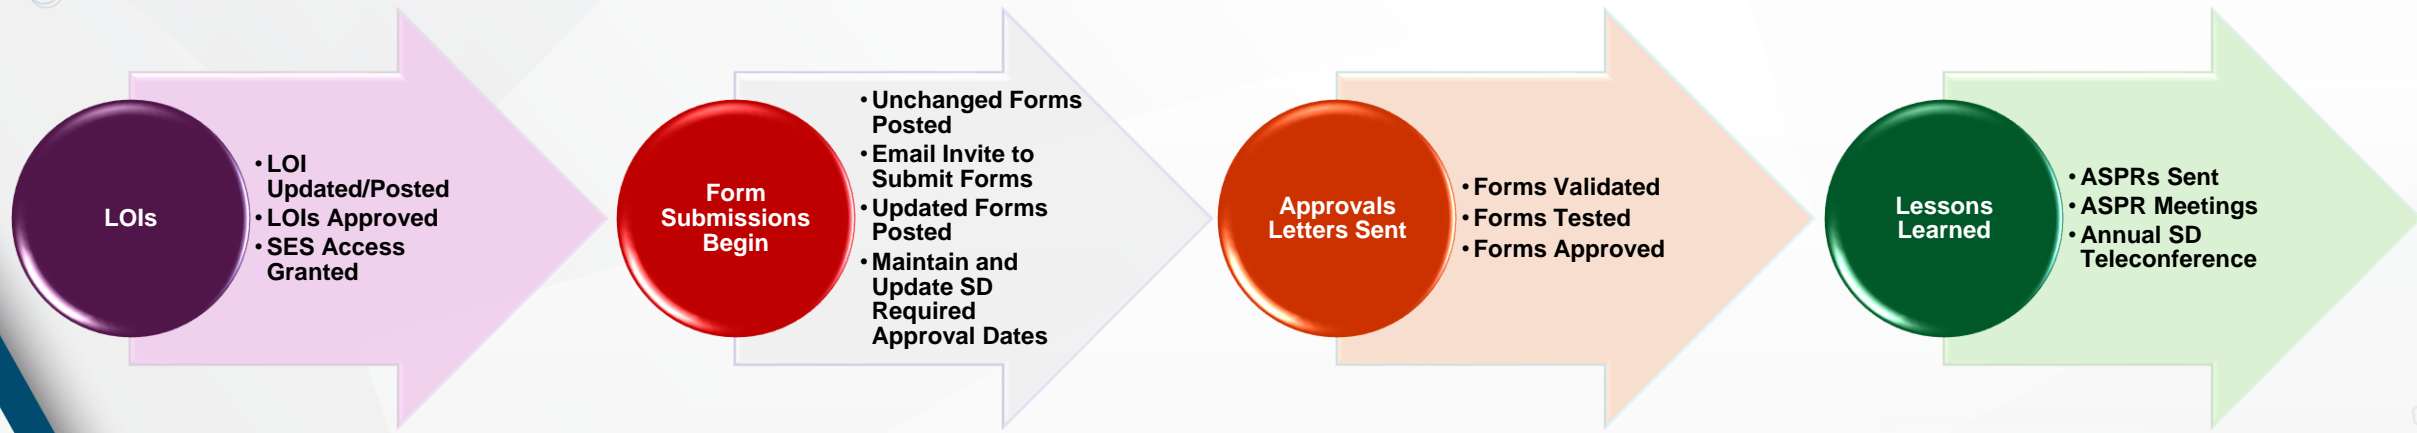 LOIs
• LOI
Updated/Posted
• LOIs Approved
• SES Access
Granted
Form
Submissions
Begin
• Unchanged Forms
Posted
• Email Invite to
Submit Forms
• Updated Forms
Posted
• Maintain and
Update SD
Required
Approval Dates
Approvals
Letters Sent
• Forms Validated
• Forms Tested
• Forms Approved
Lessons
Learned
• ASPRs Sent
• ASPR Meetings
• Annual SD
Teleconference